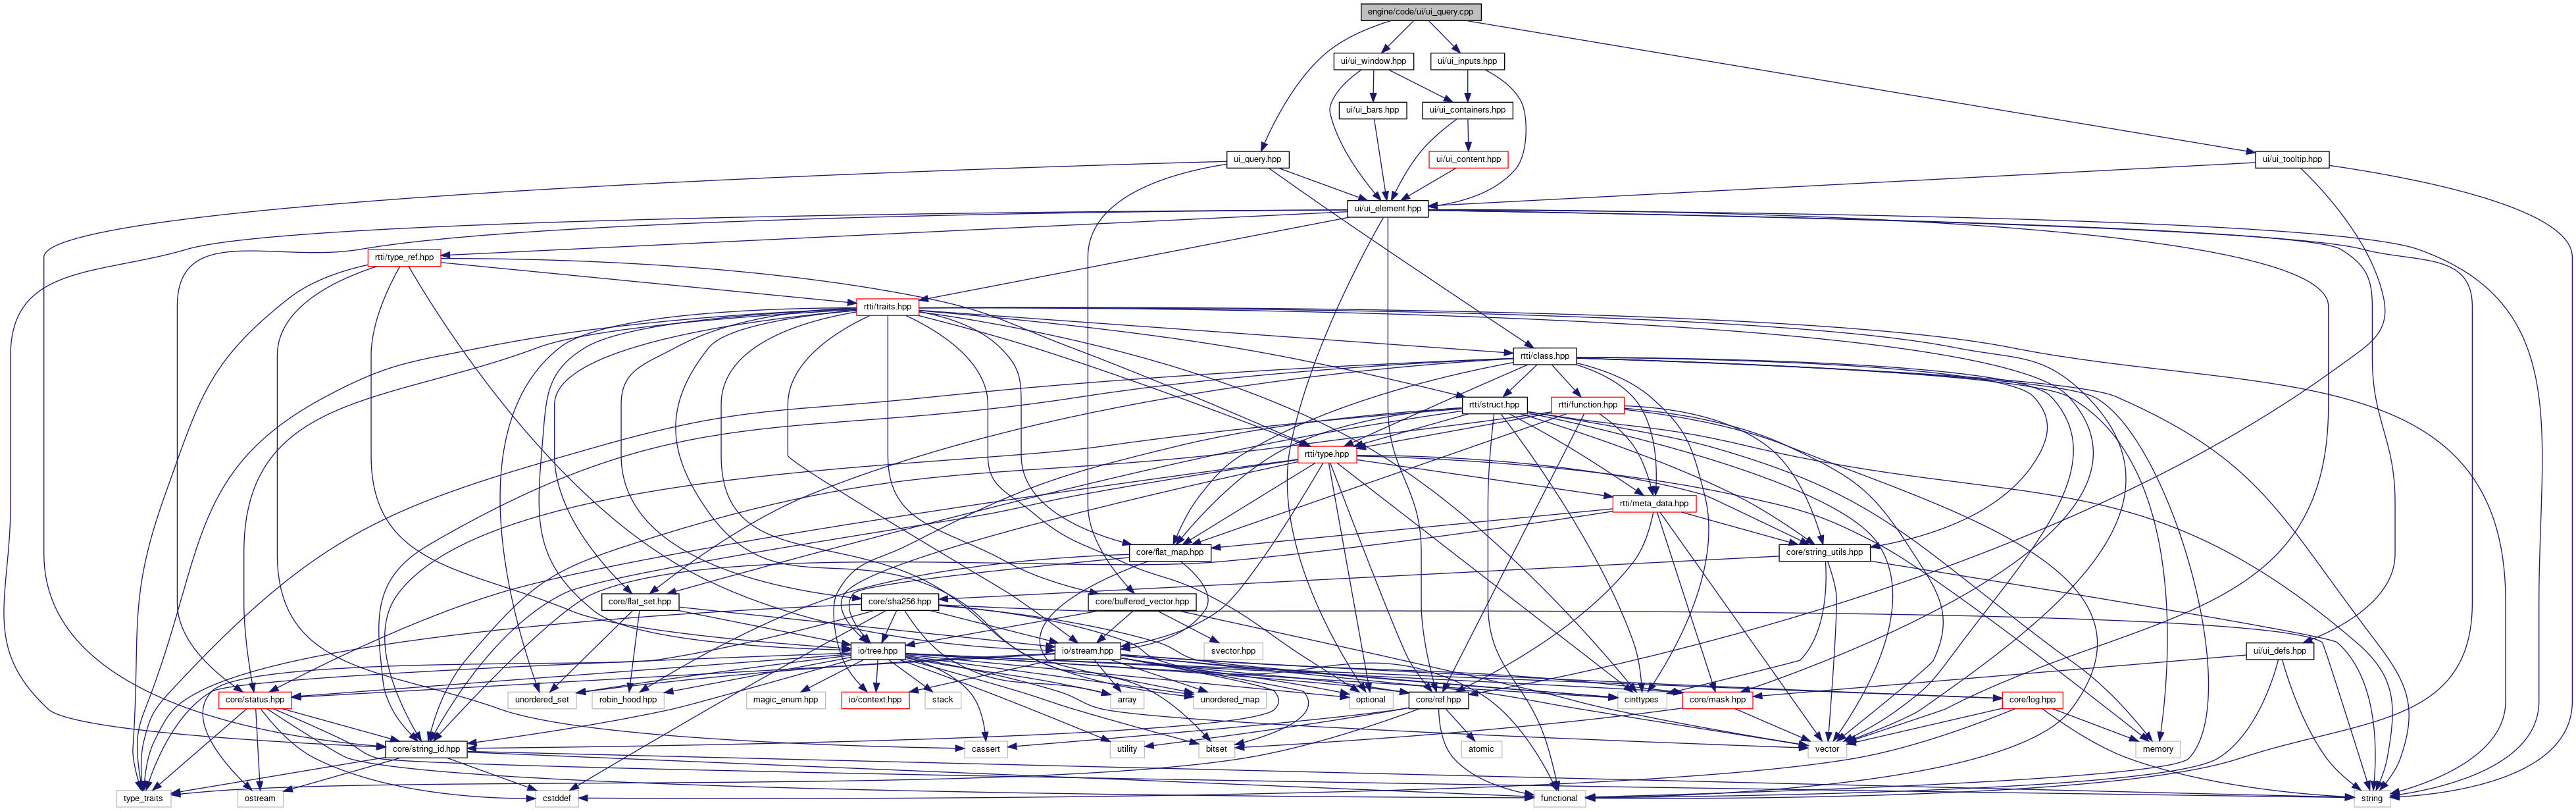 engine/code/ui/ui_query.cpp
ui/ui_window.hpp
ui/ui_inputs.hpp
ui/ui_bars.hpp
ui/ui_containers.hpp
ui_query.hpp
ui/ui_content.hpp
ui/ui_tooltip.hpp
ui/ui_element.hpp
rtti/type_ref.hpp
rtti/traits.hpp
rtti/class.hpp
rtti/struct.hpp
rtti/function.hpp
rtti/type.hpp
rtti/meta_data.hpp
core/flat_map.hpp
core/string_utils.hpp
core/flat_set.hpp
core/sha256.hpp
core/buffered_vector.hpp
io/tree.hpp
io/stream.hpp
svector.hpp
ui/ui_defs.hpp
core/status.hpp
unordered_set
robin_hood.hpp
magic_enum.hpp
io/context.hpp
stack
array
unordered_map
optional
core/ref.hpp
cinttypes
core/mask.hpp
core/log.hpp
core/string_id.hpp
cassert
utility
bitset
atomic
vector
memory
type_traits
ostream
cstddef
functional
string